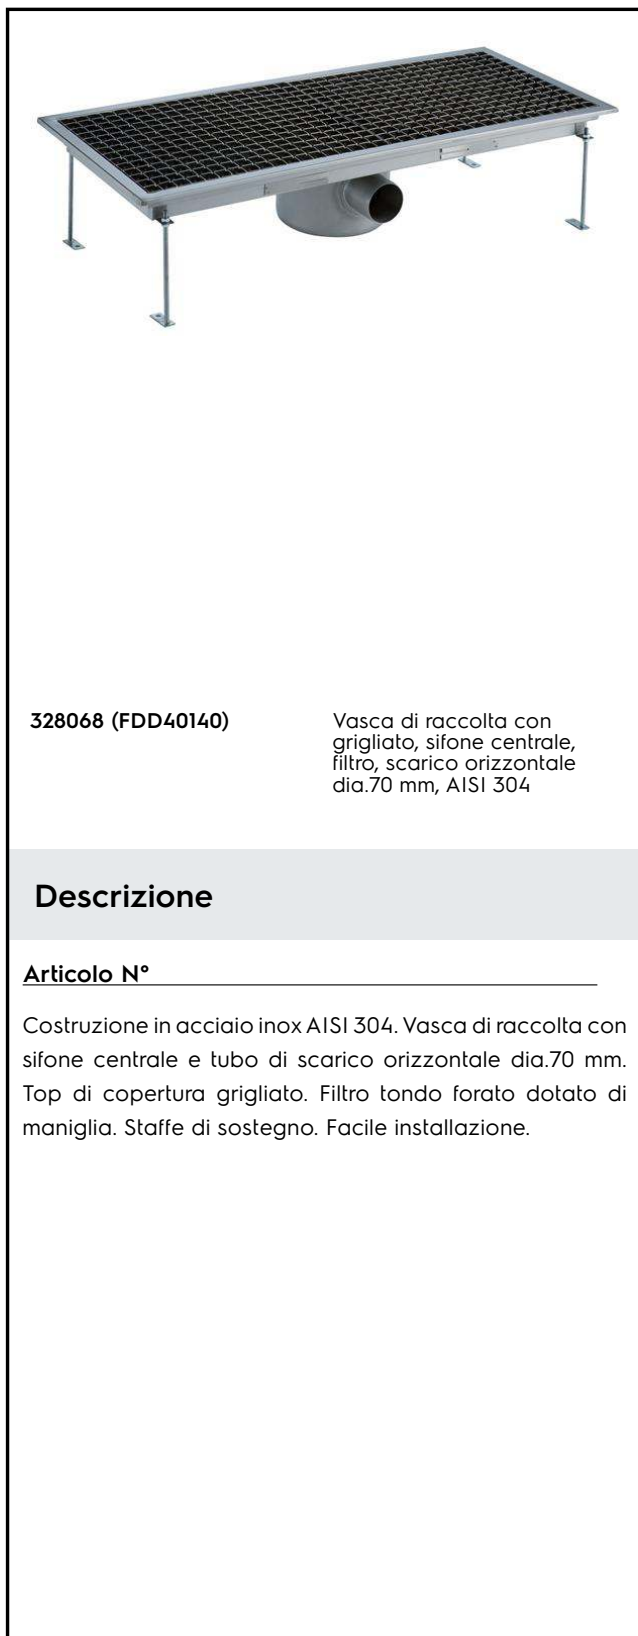 328068 (FDD40140)
Vasca di raccolta con
grigliato, sifone centrale,
filtro, scarico orizzontale
dia.70 mm, AISI 304
Descrizione
Articolo N°
Costruzione in acciaio inox AISI 304. Vasca di raccolta con
sifone centrale e tubo di scarico orizzontale dia.70 mm.
Top di copertura grigliato. Filtro tondo forato dotato di
maniglia. Staffe di sostegno. Facile installazione.